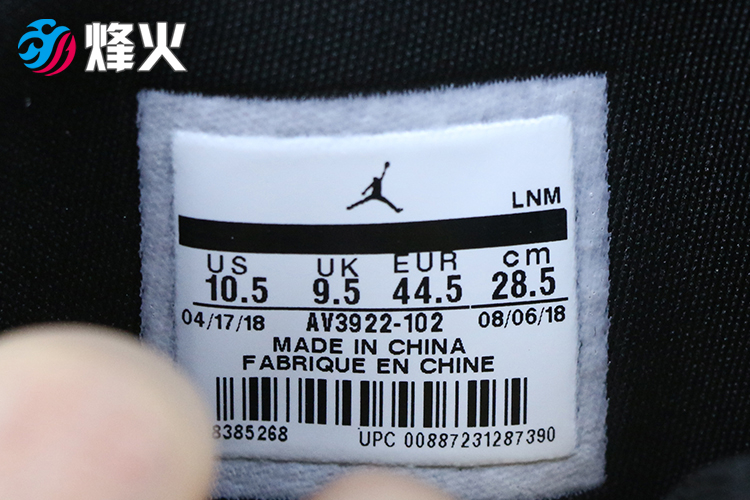 烽火
LNM
US UK EUR cm
10.5 9.5 44.5 28.5
04/17/18 AV3922-102 08/06/18
MADE IN CHINA
FABRIQUE EN CHINE
8385268 UPC 00887231287390